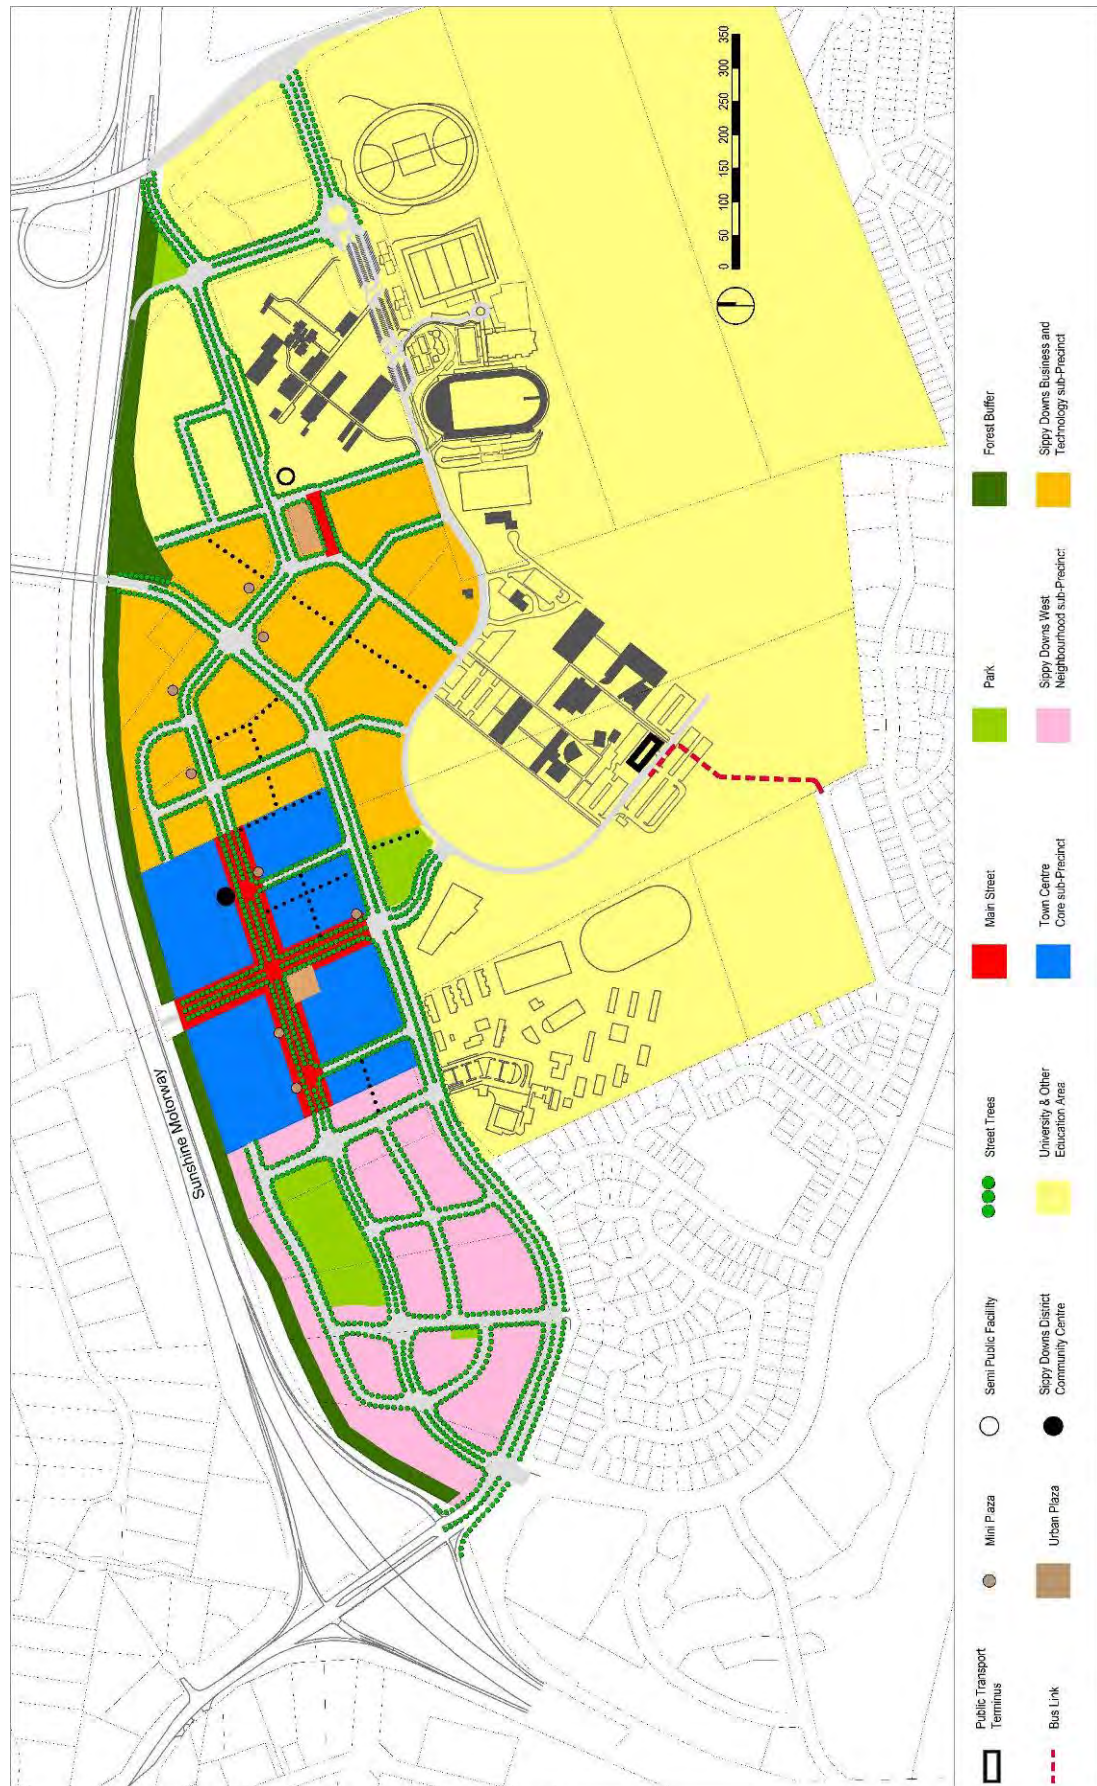 Sunshine Motorway
0 50 100 150 200 250 300 350
Public Transport
Terminus
Mini Plaza
Semi Public Facility
Street Trees
Main Street
Park
Forest Buffer
Bus Link
Urban Plaza
Sippy Downs District
Community Centre
University & Other
Education Area
Town Centre
Core sub-Precinct
Sippy Downs West
Neighbourhood sub-Precinct
Sippy Downs Business and
Technology sub-Precinct